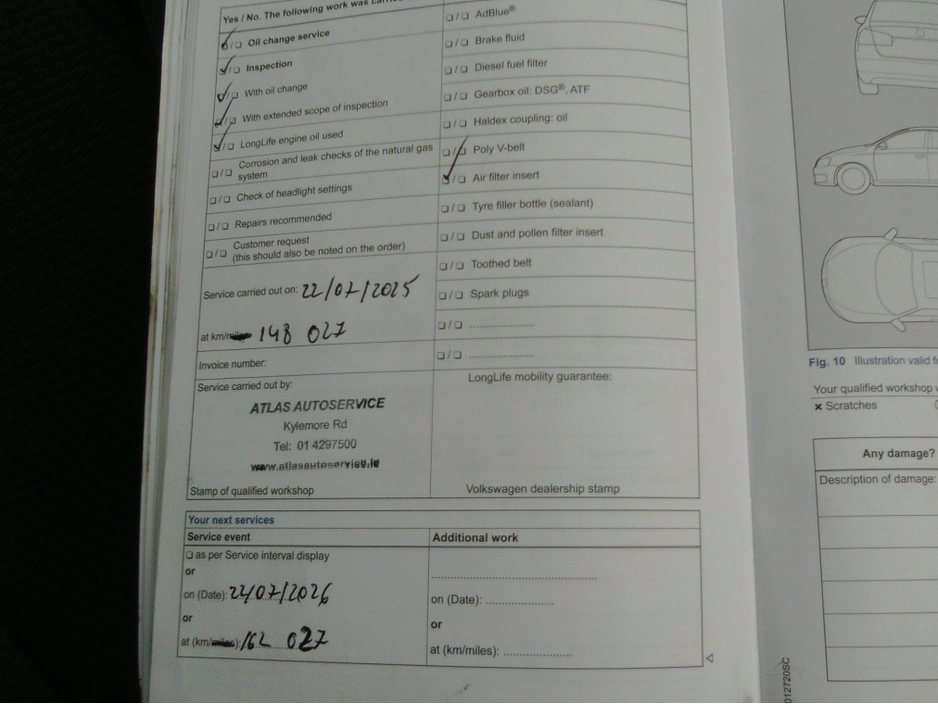 Yes / No. The following work was
☑/❑ Oil change service
☑/❑ Inspection
☑/❑ With oil change
☑/❑ With extended scope of inspection
☑/❑ LongLife engine oil used
❑/❑ Corrosion and leak checks of the natural gas
system
❑/❑ Check of headlight settings
❑/❑ Repairs recommended
❑/❑ Customer request
(this should also be noted on the order)
Service carried out on: 22/07/2025
at km/miles 148 027
Invoice number:
Service carried out by:
ATLAS AUTOSERVICE
Kylemore Rd
Tel: 01 4297500
www.atlasautoservice.ie
Stamp of qualified workshop
❑/❑ AdBlue®
❑/❑ Brake fluid
❑/❑ Diesel fuel filter
❑/❑ Gearbox oil: DSG®, ATF
❑/❑ Haldex coupling: oil
❑/❑ Poly V-belt
☑/❑ Air filter insert
❑/❑ Tyre filler bottle (sealant)
❑/❑ Dust and pollen filter insert
❑/❑ Toothed belt
❑/❑ Spark plugs
❑/❑ ....................
❑/❑ ....................
LongLife mobility guarantee:
Volkswagen dealership stamp
Your next services
Service event
❑ as per Service interval display
or
on (Date): 22/07/2026
or
at (km/miles): 162 027
Additional work
..................................................
on (Date): ....................
or
at (km/miles): ....................
Fig. 10 Illustration valid
Your qualified workshop
× Scratches
Any damage?
Description of damage:
012720SC